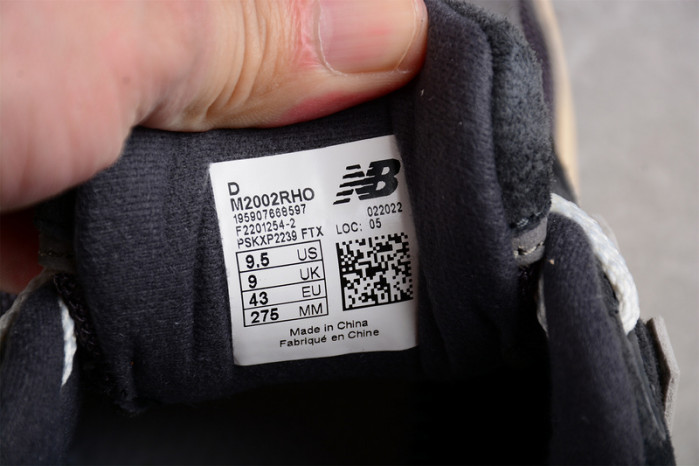 D
M2002RHO
195907668597
F2201254-2
PSKXP2239 FTX
NB
022022
LOC: 05
9.5 US
9 UK
43 EU
275 MM
Made in China
Fabriqué en Chine